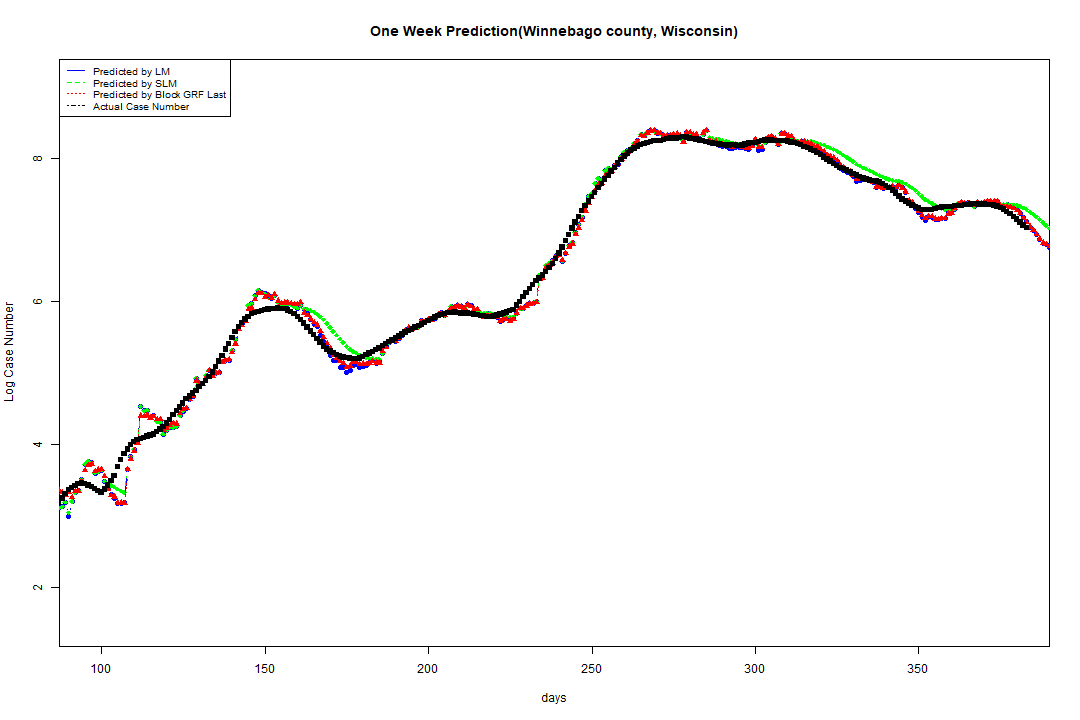 One Week Prediction(Winnebago county, Wisconsin)
Predicted by LM
Predicted by SLM
Predicted by Block GRF Last
Actual Case Number
8
6
4
2
Log Case Number
100 150 200 250 300 350
days